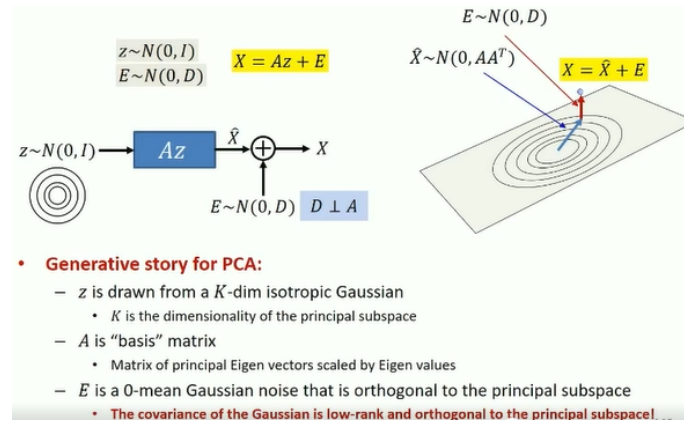 E~N(0, D)
z~N(0, I)
E~N(0, D)
X = Az + E
X̂~N(0, AAᵀ)
X = X̂ + E
z~N(0, I)
Az
X̂
X
E~N(0, D)
D ⊥ A
• Generative story for PCA:
– z is drawn from a K-dim isotropic Gaussian
• K is the dimensionality of the principal subspace
– A is “basis” matrix
• Matrix of principal Eigen vectors scaled by Eigen values
– E is a 0-mean Gaussian noise that is orthogonal to the principal subspace
• The covariance of the Gaussian is low-rank and orthogonal to the principal subspace!